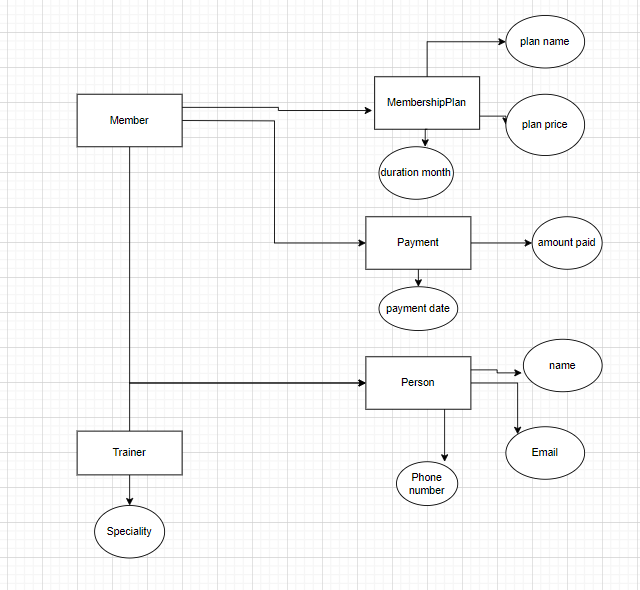 plan name
MembershipPlan
Member
plan price
duration month
Payment
amount paid
payment date
name
Person
Trainer
Email
Phone
number
Speciality